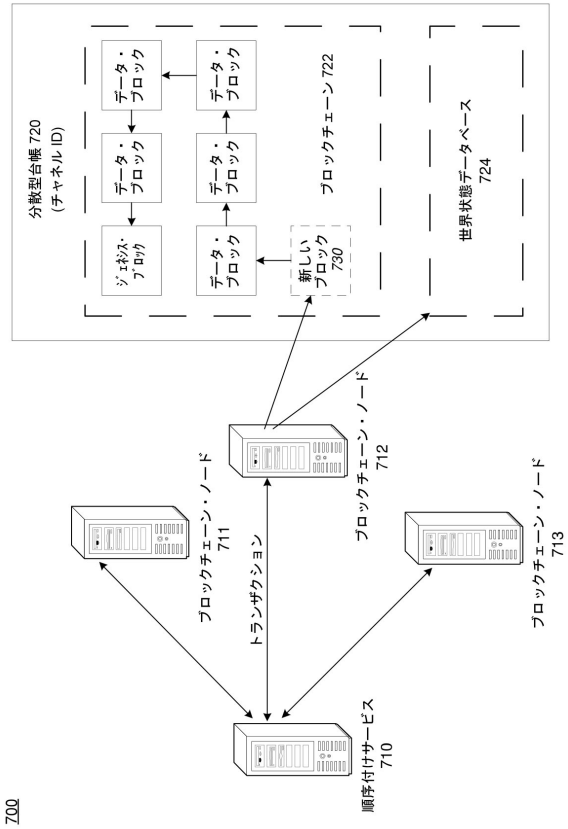 700
分散型台帳 720
(チャネル ID)
ジェネシス・
ブロック
データ・
ブロック
データ・
ブロック
データ・
ブロック
データ・
ブロック
データ・
ブロック
新しい
ブロック
730
ブロックチェーン 722
世界状態データベース
724
ブロックチェーン・ノード
711
トランザクション
ブロックチェーン・ノード
712
順序付けサービス
710
ブロックチェーン・ノード
713